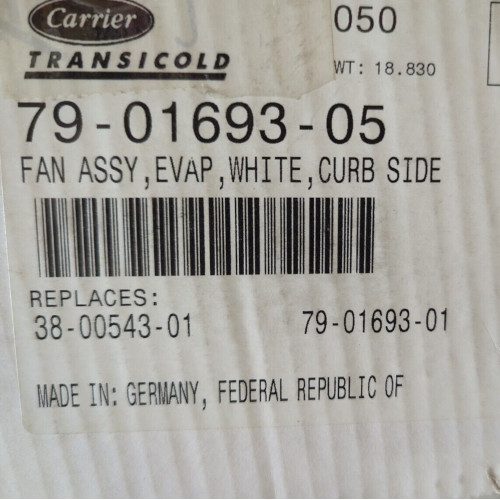 Carrier
TRANSICOLD
050
WT: 18.830
79-01693-05
FAN ASSY,EVAP,WHITE,CURB SIDE
REPLACES:
38-00543-01 79-01693-01
MADE IN: GERMANY, FEDERAL REPUBLIC OF